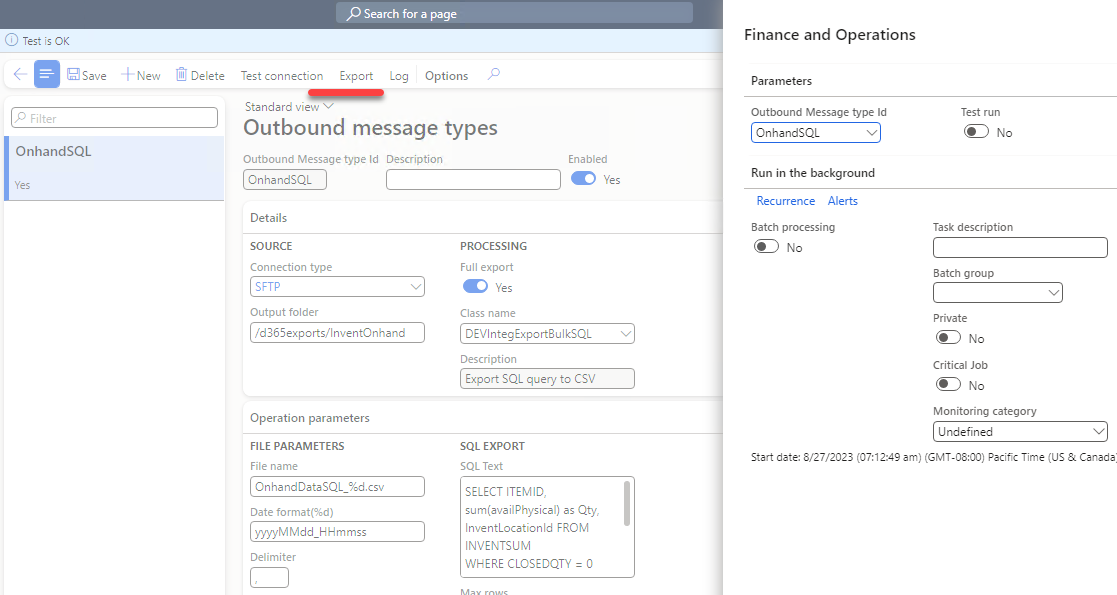 Search for a page
Test is OK
Save
New
Delete
Test connection
Export
Log
Options
Filter
OnhandSQL
Yes
Standard view
Outbound message types
Outbound Message type Id
Description
Enabled
OnhandSQL
Yes
Details
SOURCE
Connection type
SFTP
Output folder
/d365exports/InventOnhand
PROCESSING
Full export
Yes
Class name
DEVIntegExportBulkSQL
Description
Export SQL query to CSV
Operation parameters
FILE PARAMETERS
File name
OnhandDataSQL_%d.csv
Date format(%d)
yyyyMMdd_HHmmss
Delimiter
,
SQL EXPORT
SQL Text
SELECT ITEMID,
sum(availPhysical) as Qty,
InventLocationId FROM
INVENTSUM
WHERE CLOSEDQTY = 0
Max rows
Finance and Operations
Parameters
Outbound Message type Id
OnhandSQL
Test run
No
Run in the background
Recurrence
Alerts
Batch processing
No
Task description
Batch group
Private
No
Critical Job
No
Monitoring category
Undefined
Start date: 8/27/2023 (07:12:49 am) (GMT-08:00) Pacific Time (US & Canada)